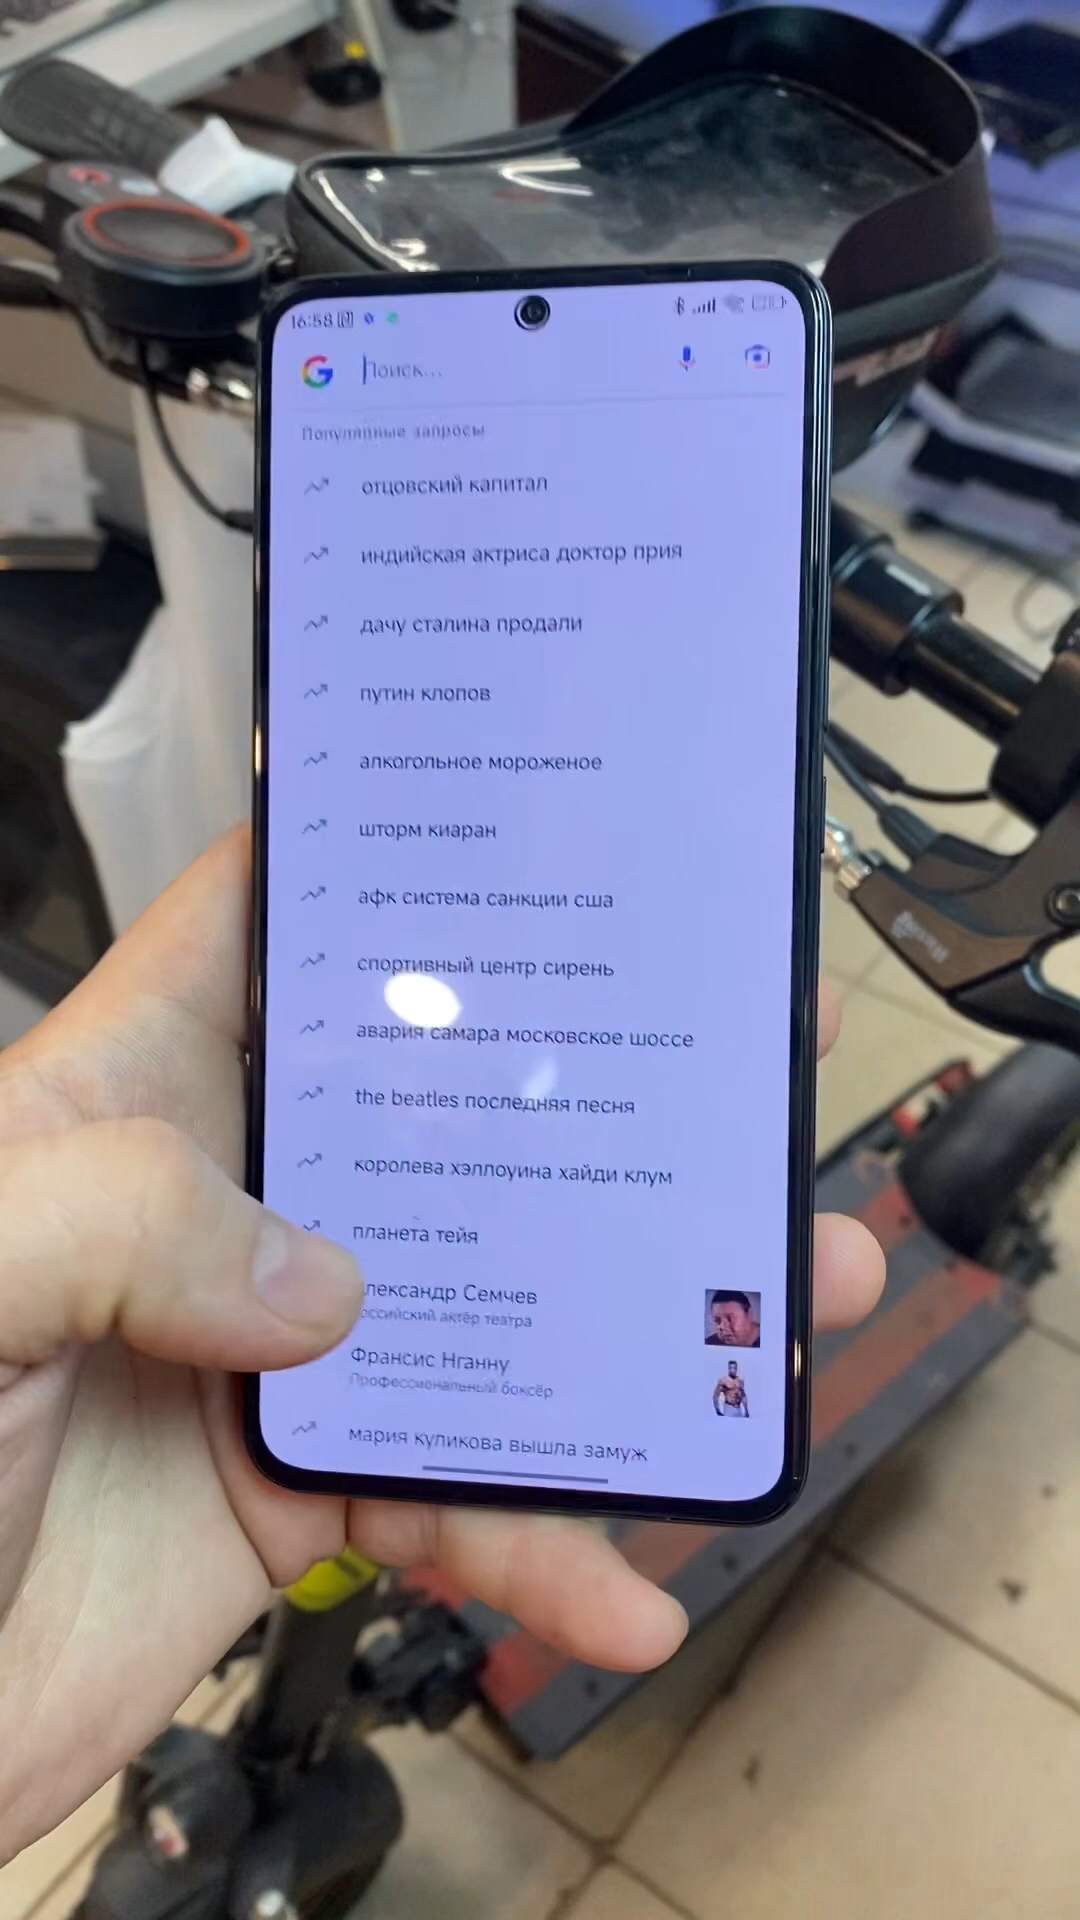 16:58
Поиск...
Популярные запросы
отцовский капитал
индийская актриса доктор прия
дачу сталина продали
путин клопов
алкогольное мороженое
шторм киаран
афк система санкции сша
спортивный центр сирень
авария самара московское шоссе
the beatles последняя песня
королева хэллоуина хайди клум
планета тейя
лександр Семчев
оссийский актёр театра
Франсис Нганну
Профессиональный боксёр
мария куликова вышла замуж